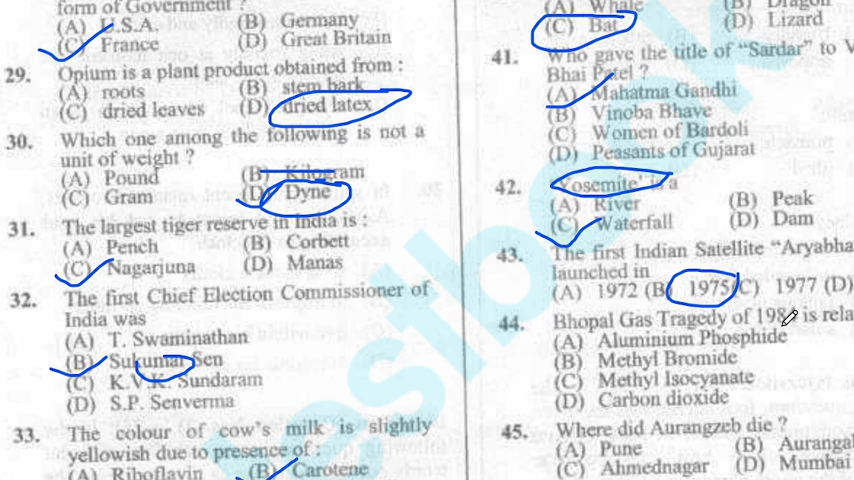 form of Government ?
(A) U.S.A. (B) Germany
(C) France (D) Great Britain
29. Opium is a plant product obtained from :
(A) roots (B) stem bark
(C) dried leaves (D) dried latex
30. Which one among the following is not a
unit of weight ?
(A) Pound (B) Kilogram
(C) Gram (D) Dyne
31. The largest tiger reserve in India is :
(A) Pench (B) Corbett
(C) Nagarjuna (D) Manas
32. The first Chief Election Commissioner of
India was
(A) T. Swaminathan
(B) Sukumar Sen
(C) K.V.K. Sundaram
(D) S.P. Senverma
33. The colour of cow's milk is slightly
yellowish due to presence of :
(A) Riboflavin (B) Carotene
(A) Whale (B) Dragon
(C) Bat (D) Lizard
41. Who gave the title of "Sardar" to V
Bhai Patel ?
(A) Mahatma Gandhi
(B) Vinoba Bhave
(C) Women of Bardoli
(D) Peasants of Gujarat
42. 'Yosemite' is a
(A) River (B) Peak
(C) Waterfall (D) Dam
43. The first Indian Satellite "Aryabha
launched in
(A) 1972 (B) 1975 (C) 1977 (D)
44. Bhopal Gas Tragedy of 1984 is rela
(A) Aluminium Phosphide
(B) Methyl Bromide
(C) Methyl Isocyanate
(D) Carbon dioxide
45. Where did Aurangzeb die ?
(A) Pune (B) Aurangal
(C) Ahmednagar (D) Mumbai